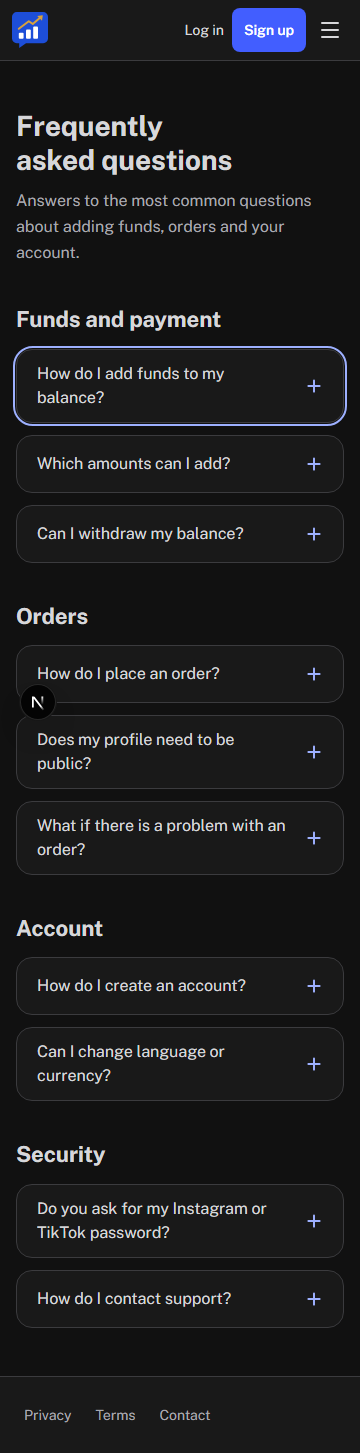 Log in
Sign up
Frequently
asked questions
Answers to the most common questions
about adding funds, orders and your
account.
Funds and payment
How do I add funds to my
balance?
Which amounts can I add?
Can I withdraw my balance?
Orders
How do I place an order?
N
Does my profile need to be
public?
What if there is a problem with an
order?
Account
How do I create an account?
Can I change language or
currency?
Security
Do you ask for my Instagram or
TikTok password?
How do I contact support?
Privacy
Terms
Contact